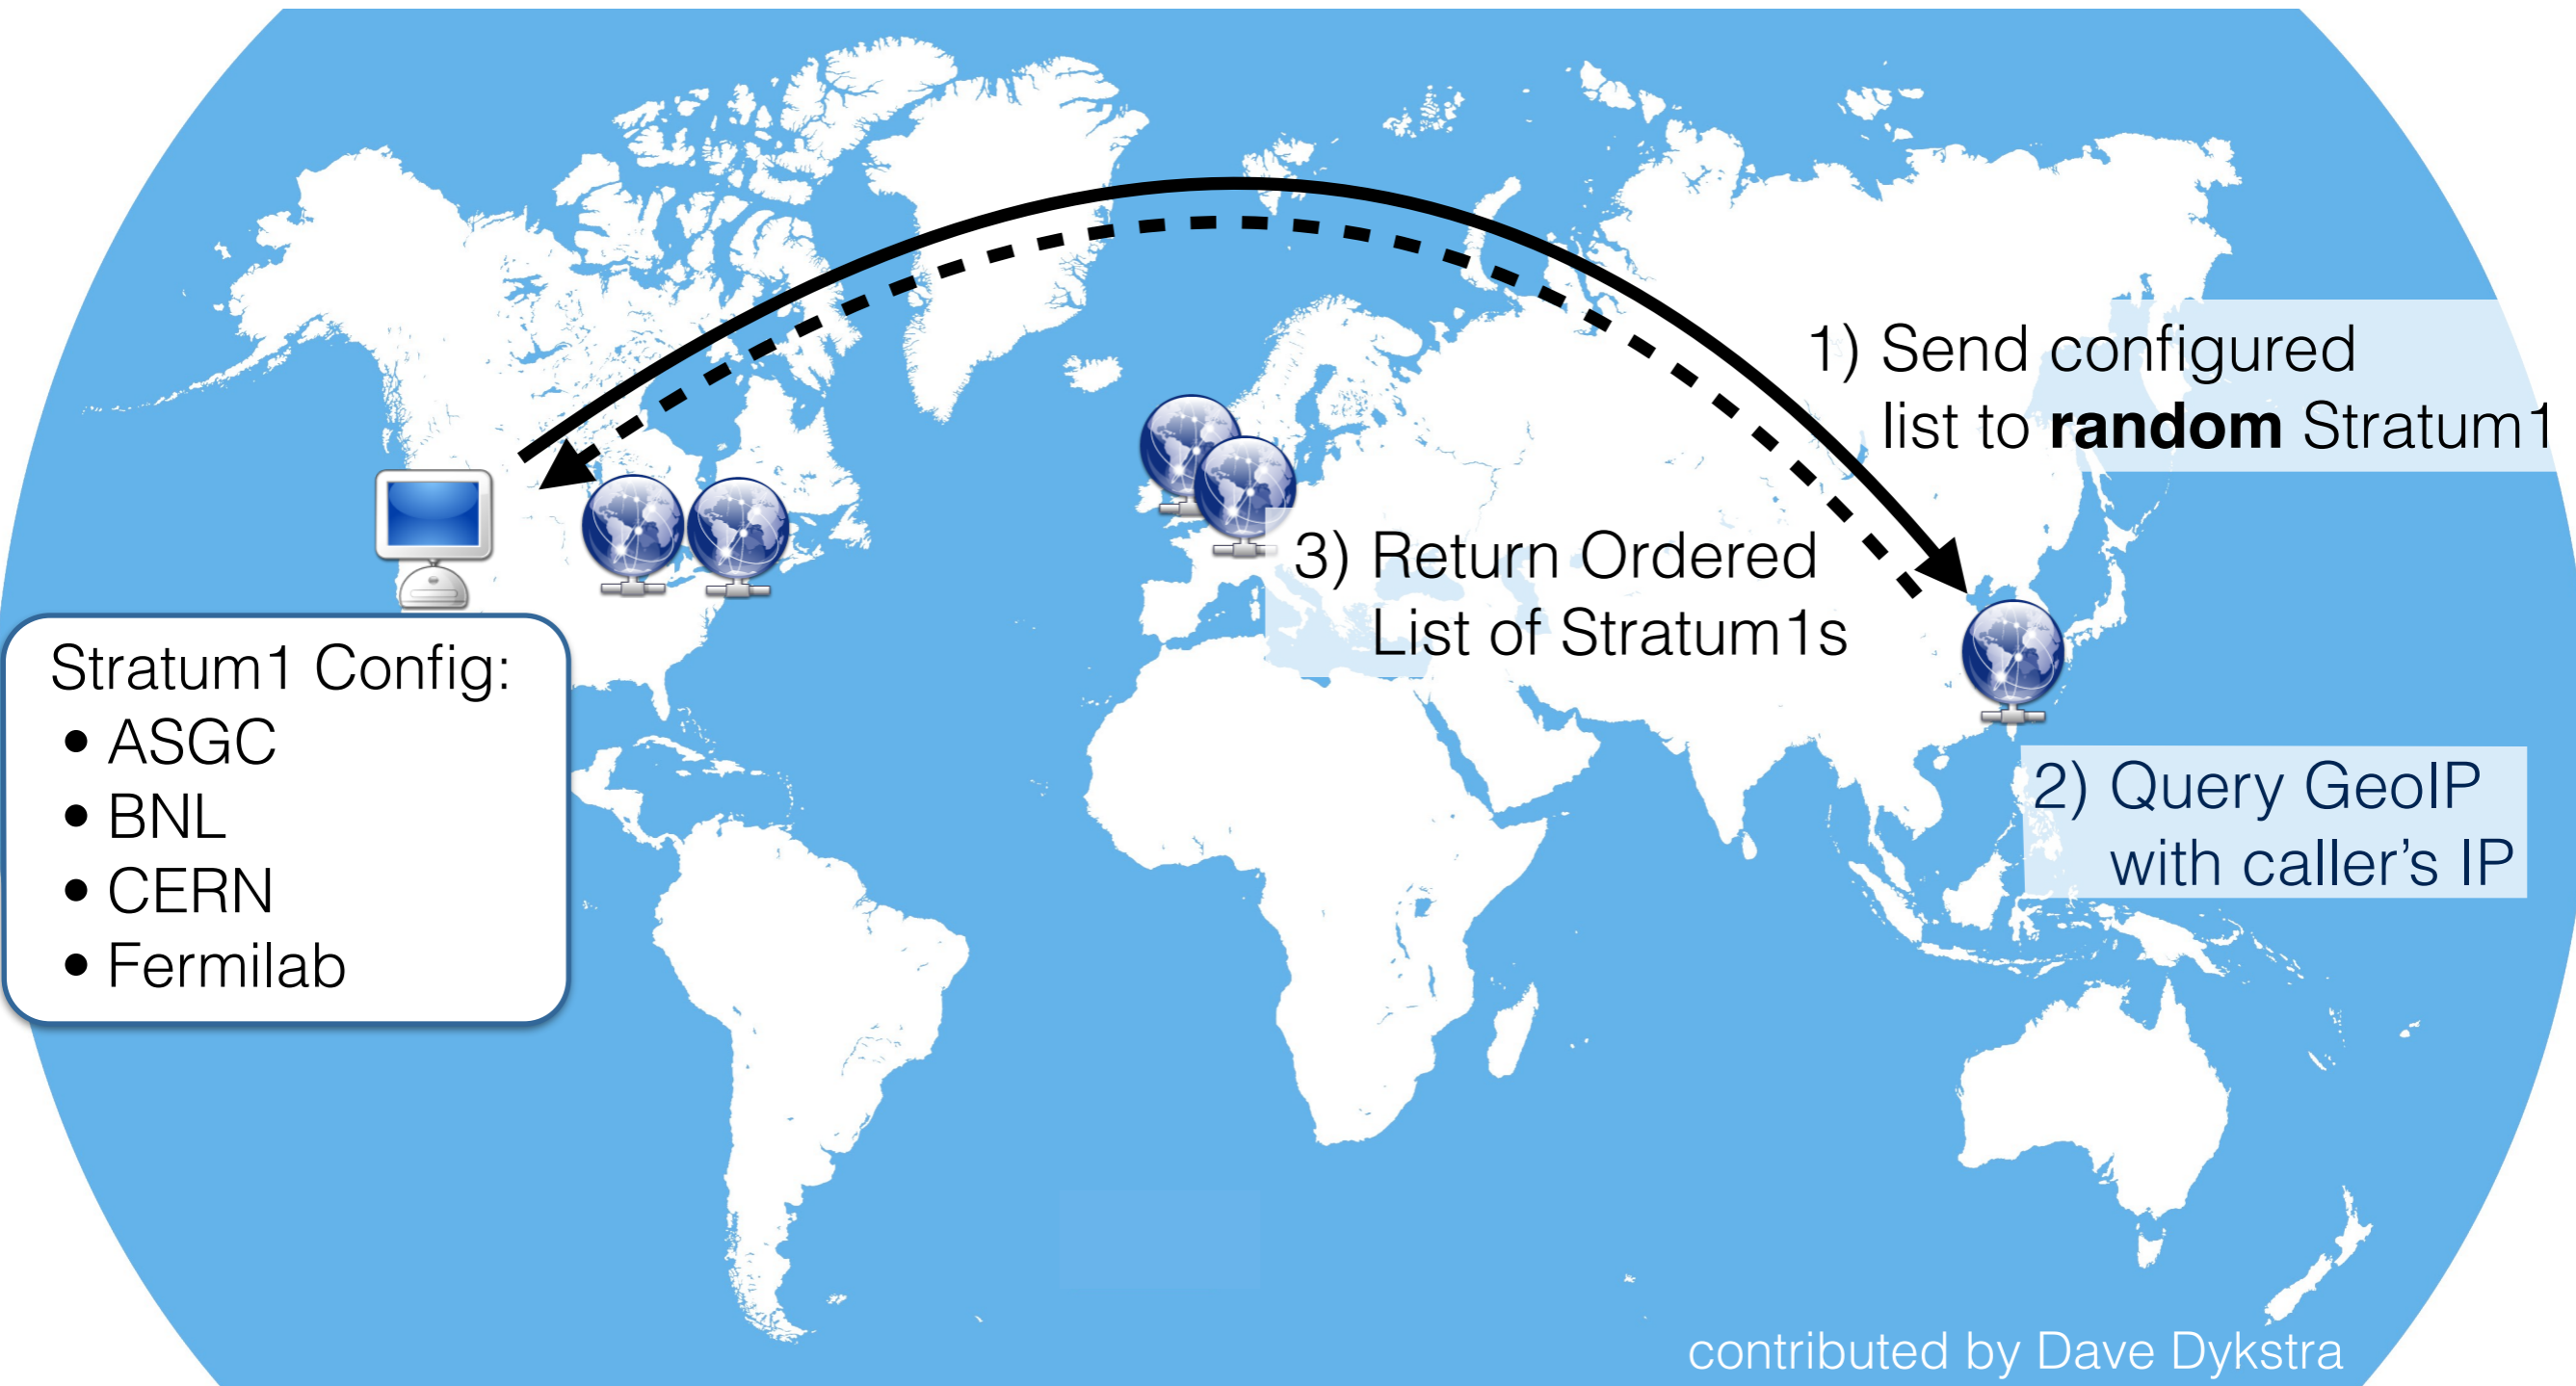 1) Send configured
list to random Stratum1
3) Return Ordered
List of Stratum1s
Stratum1 Config:
• ASGC
• BNL
• CERN
• Fermilab
2) Query GeoIP
with caller's IP
contributed by Dave Dykstra